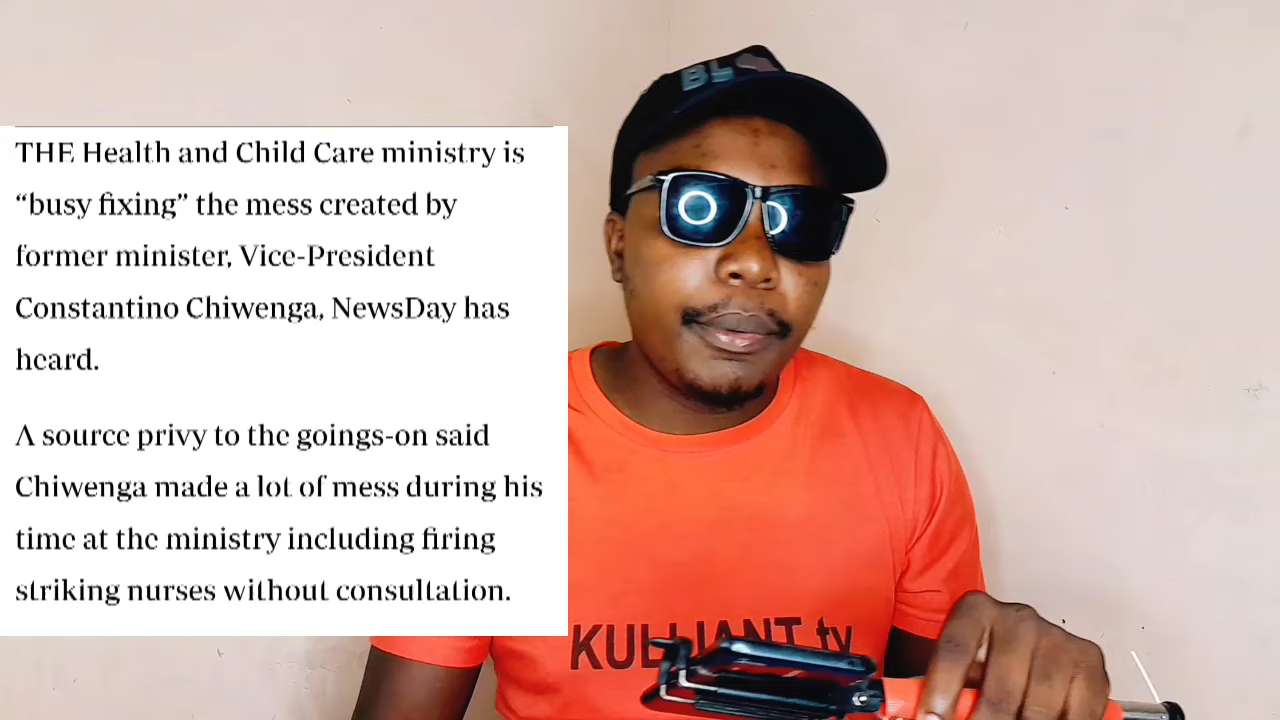 THE Health and Child Care ministry is
“busy fixing” the mess created by
former minister, Vice-President
Constantino Chiwenga, NewsDay has
heard.
A source privy to the goings-on said
Chiwenga made a lot of mess during his
time at the ministry including firing
striking nurses without consultation.
BL
tv